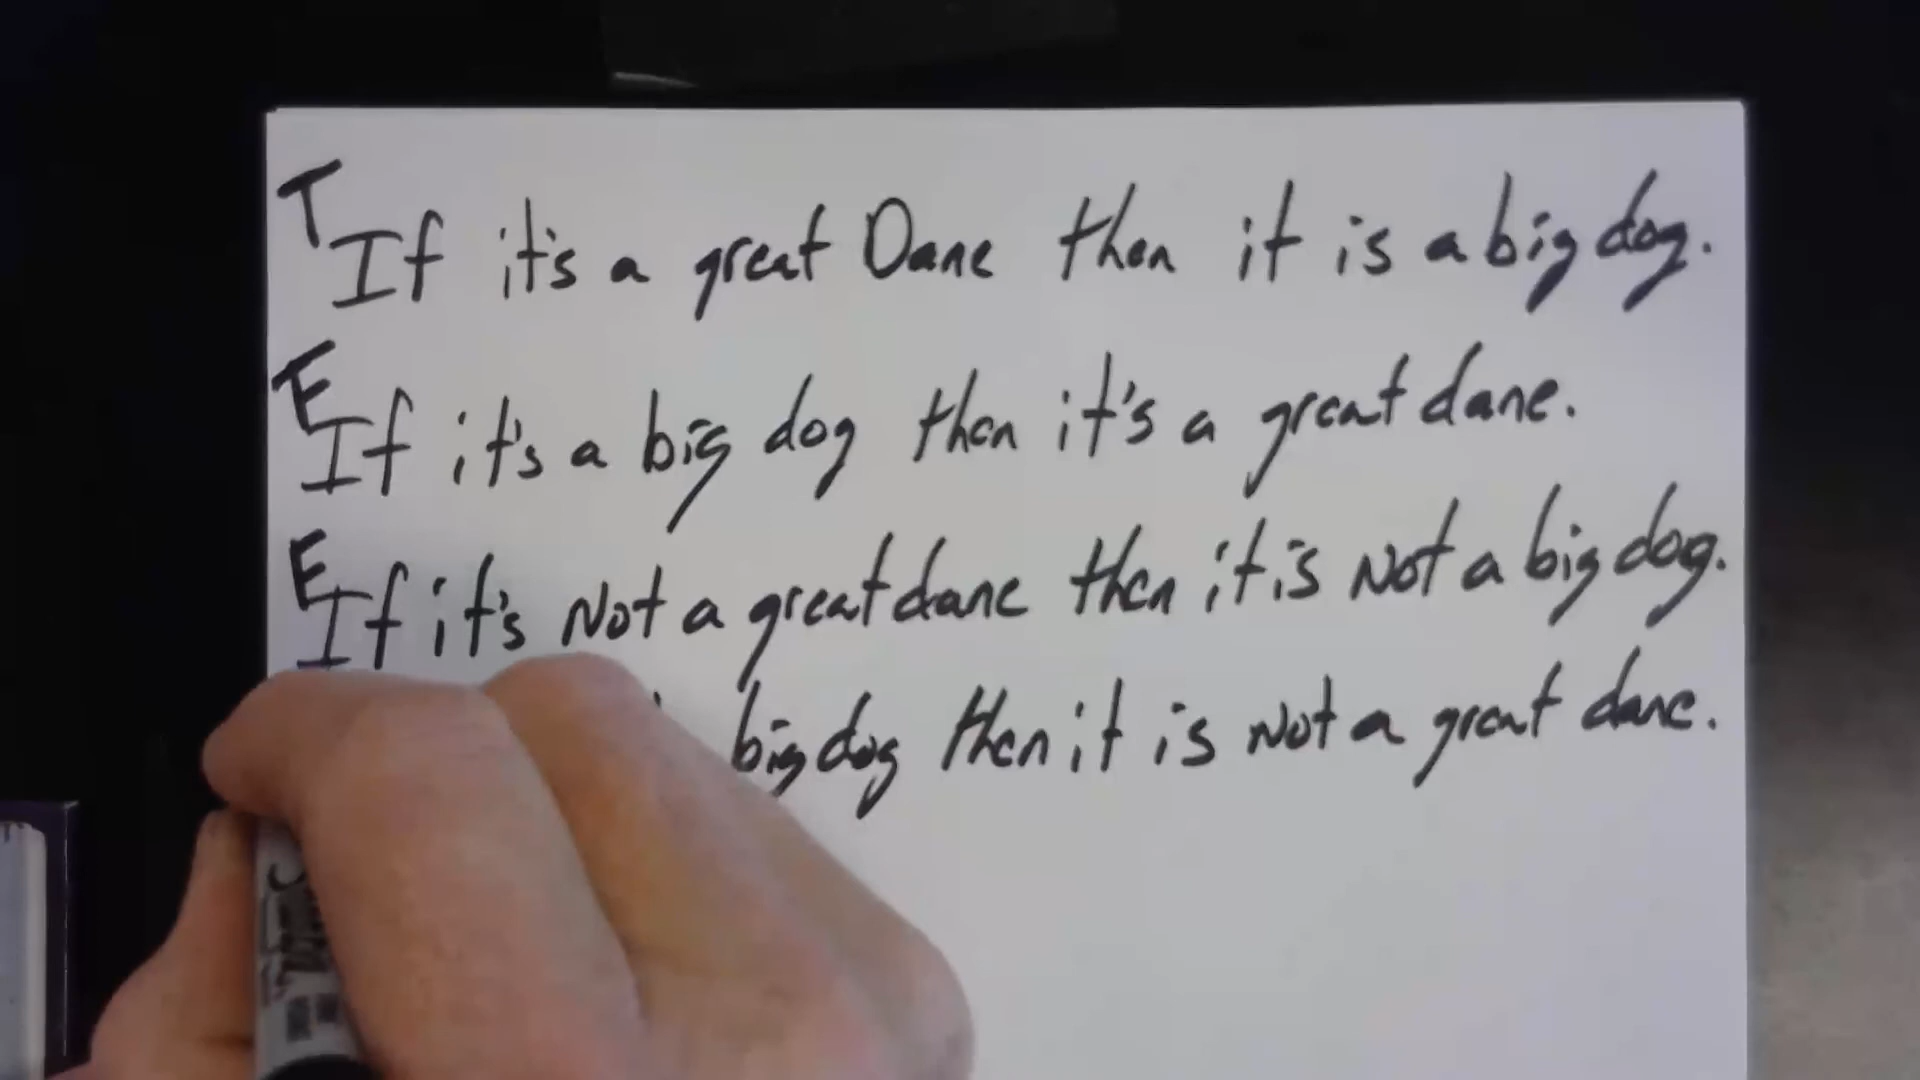 T If it's a great Dane then it is a big dog.
F If it's a big dog then it's a great dane.
F If it's Not a great dane then it is Not a big dog.
big dog then it is Not a great dane.